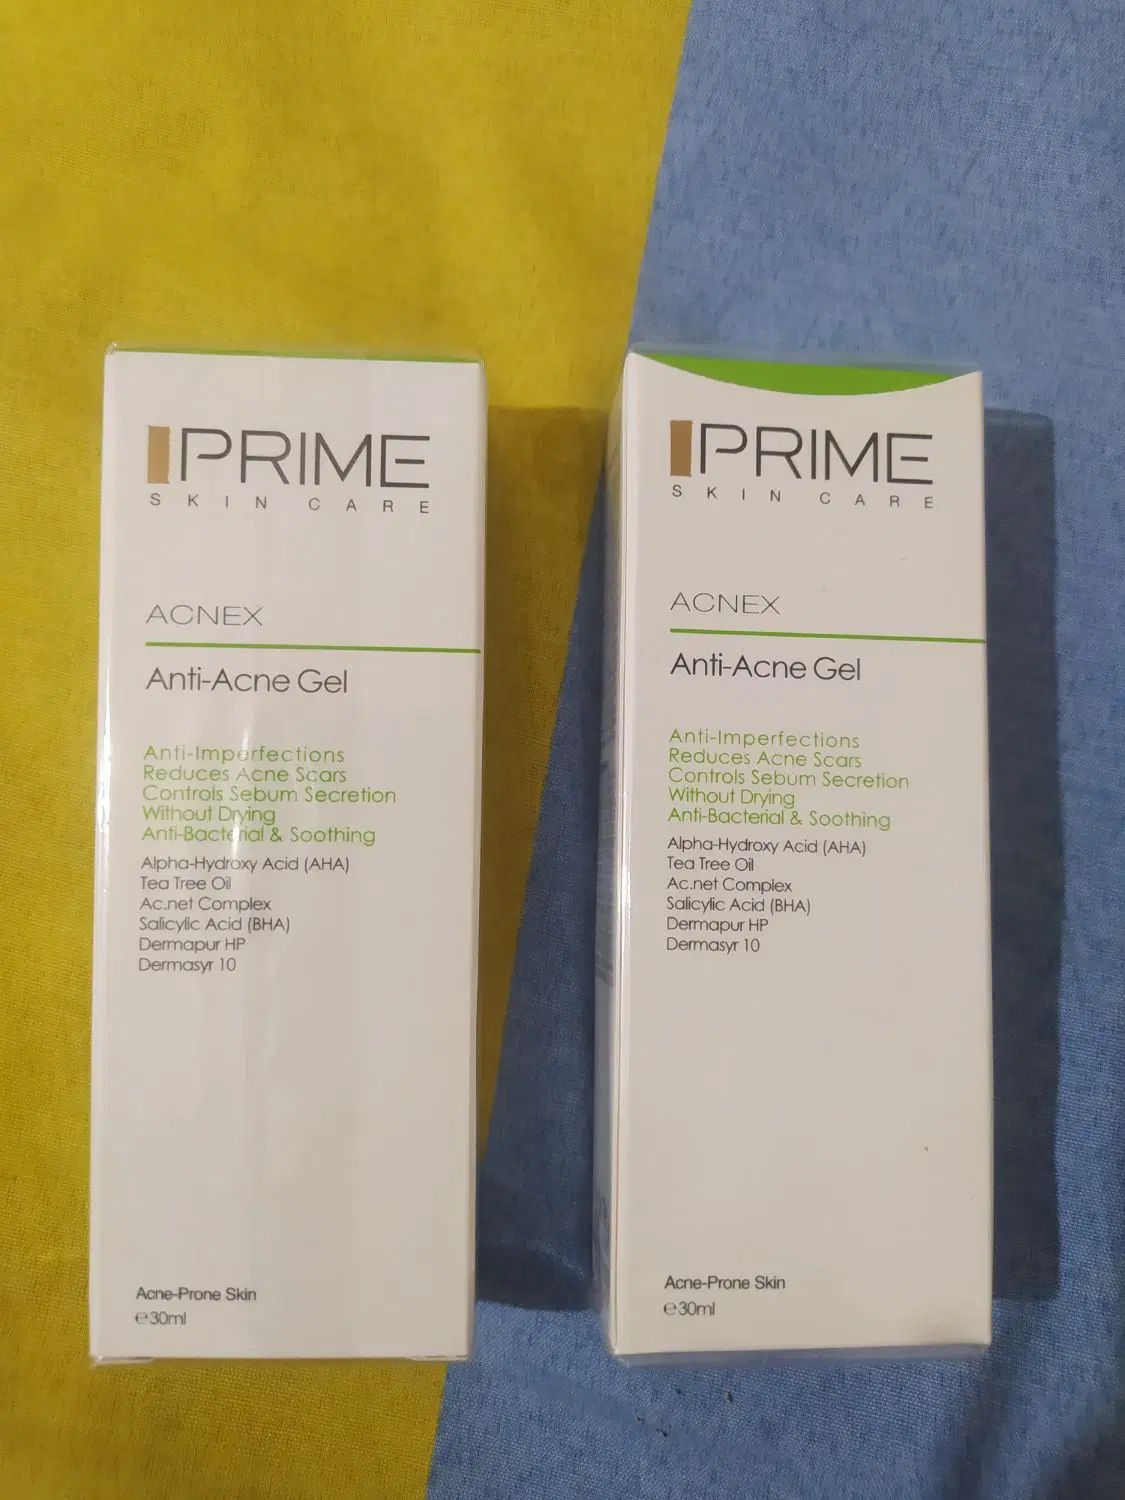 PRIME
SKIN CARE
ACNEX
Anti-Acne Gel
Anti-Imperfections
Reduces Acne Scars
Controls Sebum Secretion
Without Drying
Anti-Bacterial & Soothing
Alpha-Hydroxy Acid (AHA)
Tea Tree Oil
Ac.net Complex
Salicylic Acid (BHA)
Dermapur HP
Dermasyr 10
Acne-Prone Skin
℮30ml
PRIME
SKIN CARE
ACNEX
Anti-Acne Gel
Anti-Imperfections
Reduces Acne Scars
Controls Sebum Secretion
Without Drying
Anti-Bacterial & Soothing
Alpha-Hydroxy Acid (AHA)
Tea Tree Oil
Ac.net Complex
Salicylic Acid (BHA)
Dermapur HP
Dermasyr 10
Acne-Prone Skin
℮30ml